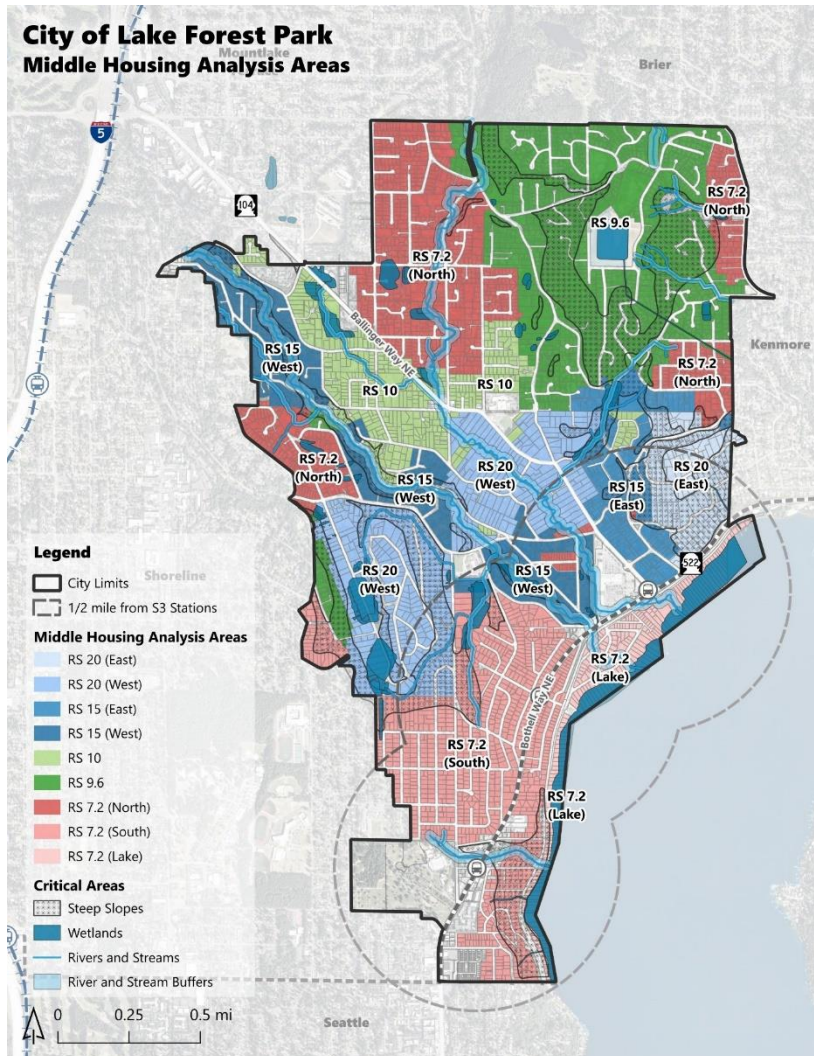 City of Lake Forest Park
Middle Housing Analysis Areas
Mountlake
Terrace
Brier
5
104
RS 7.2
(North)
RS 9.6
RS 7.2
(North)
Ballinger Way NE
Kenmore
RS 15
(West)
RS 10
RS 10
RS 7.2
(North)
RS 7.2
(North)
RS 20
(West)
RS 20
(East)
RS 15
(West)
RS 15
(East)
Legend
City Limits
1/2 mile from S3 Stations
Shoreline
RS 20
(West)
RS 15
(West)
522
Middle Housing Analysis Areas
RS 20 (East)
RS 20 (West)
RS 15 (East)
RS 15 (West)
RS 10
RS 9.6
RS 7.2 (North)
RS 7.2 (South)
RS 7.2 (Lake)
RS 7.2
(Lake)
Bothell Way NE
RS 7.2
(South)
RS 7.2
(Lake)
Critical Areas
Steep Slopes
Wetlands
Rivers and Streams
River and Stream Buffers
0 0.25 0.5 mi
Seattle